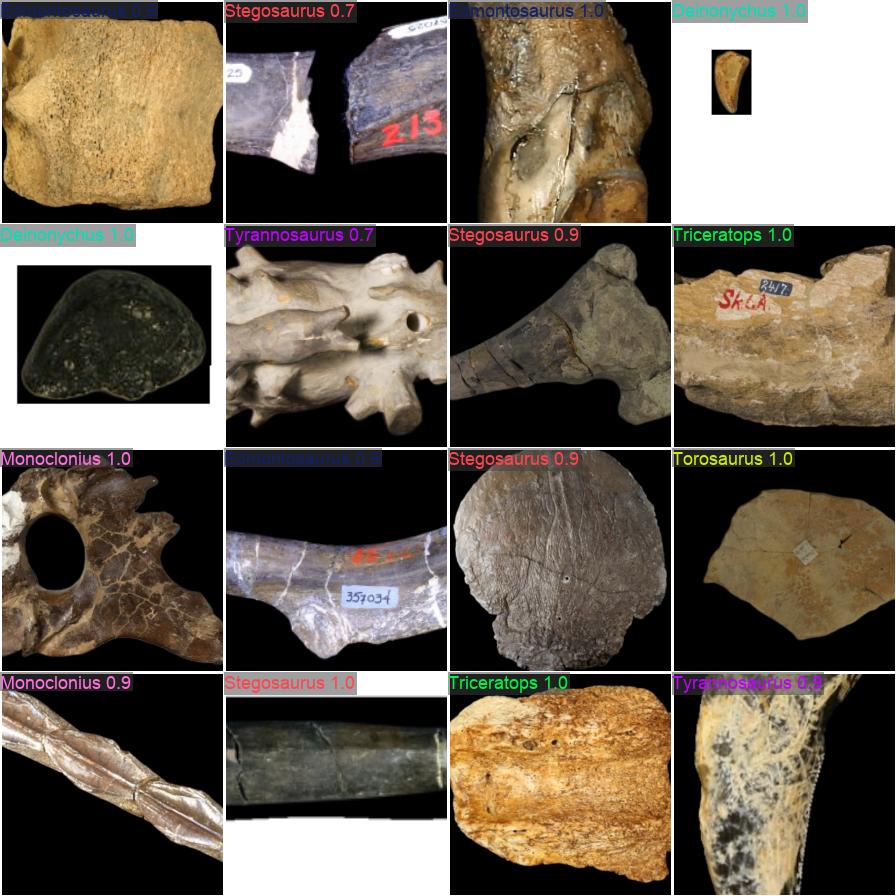 Edmontosaurus 0.9
Stegosaurus 0.7
Edmontosaurus 1.0
Deinonychus 1.0
25
213
Deinonychus 1.0
Tyrannosaurus 0.7
Stegosaurus 0.9
Triceratops 1.0
2417
Monoclonius 1.0
Edmontosaurus 0.9
Stegosaurus 0.9
Torosaurus 1.0
357034
Monoclonius 0.9
Stegosaurus 1.0
Triceratops 1.0
Tyrannosaurus 0.9